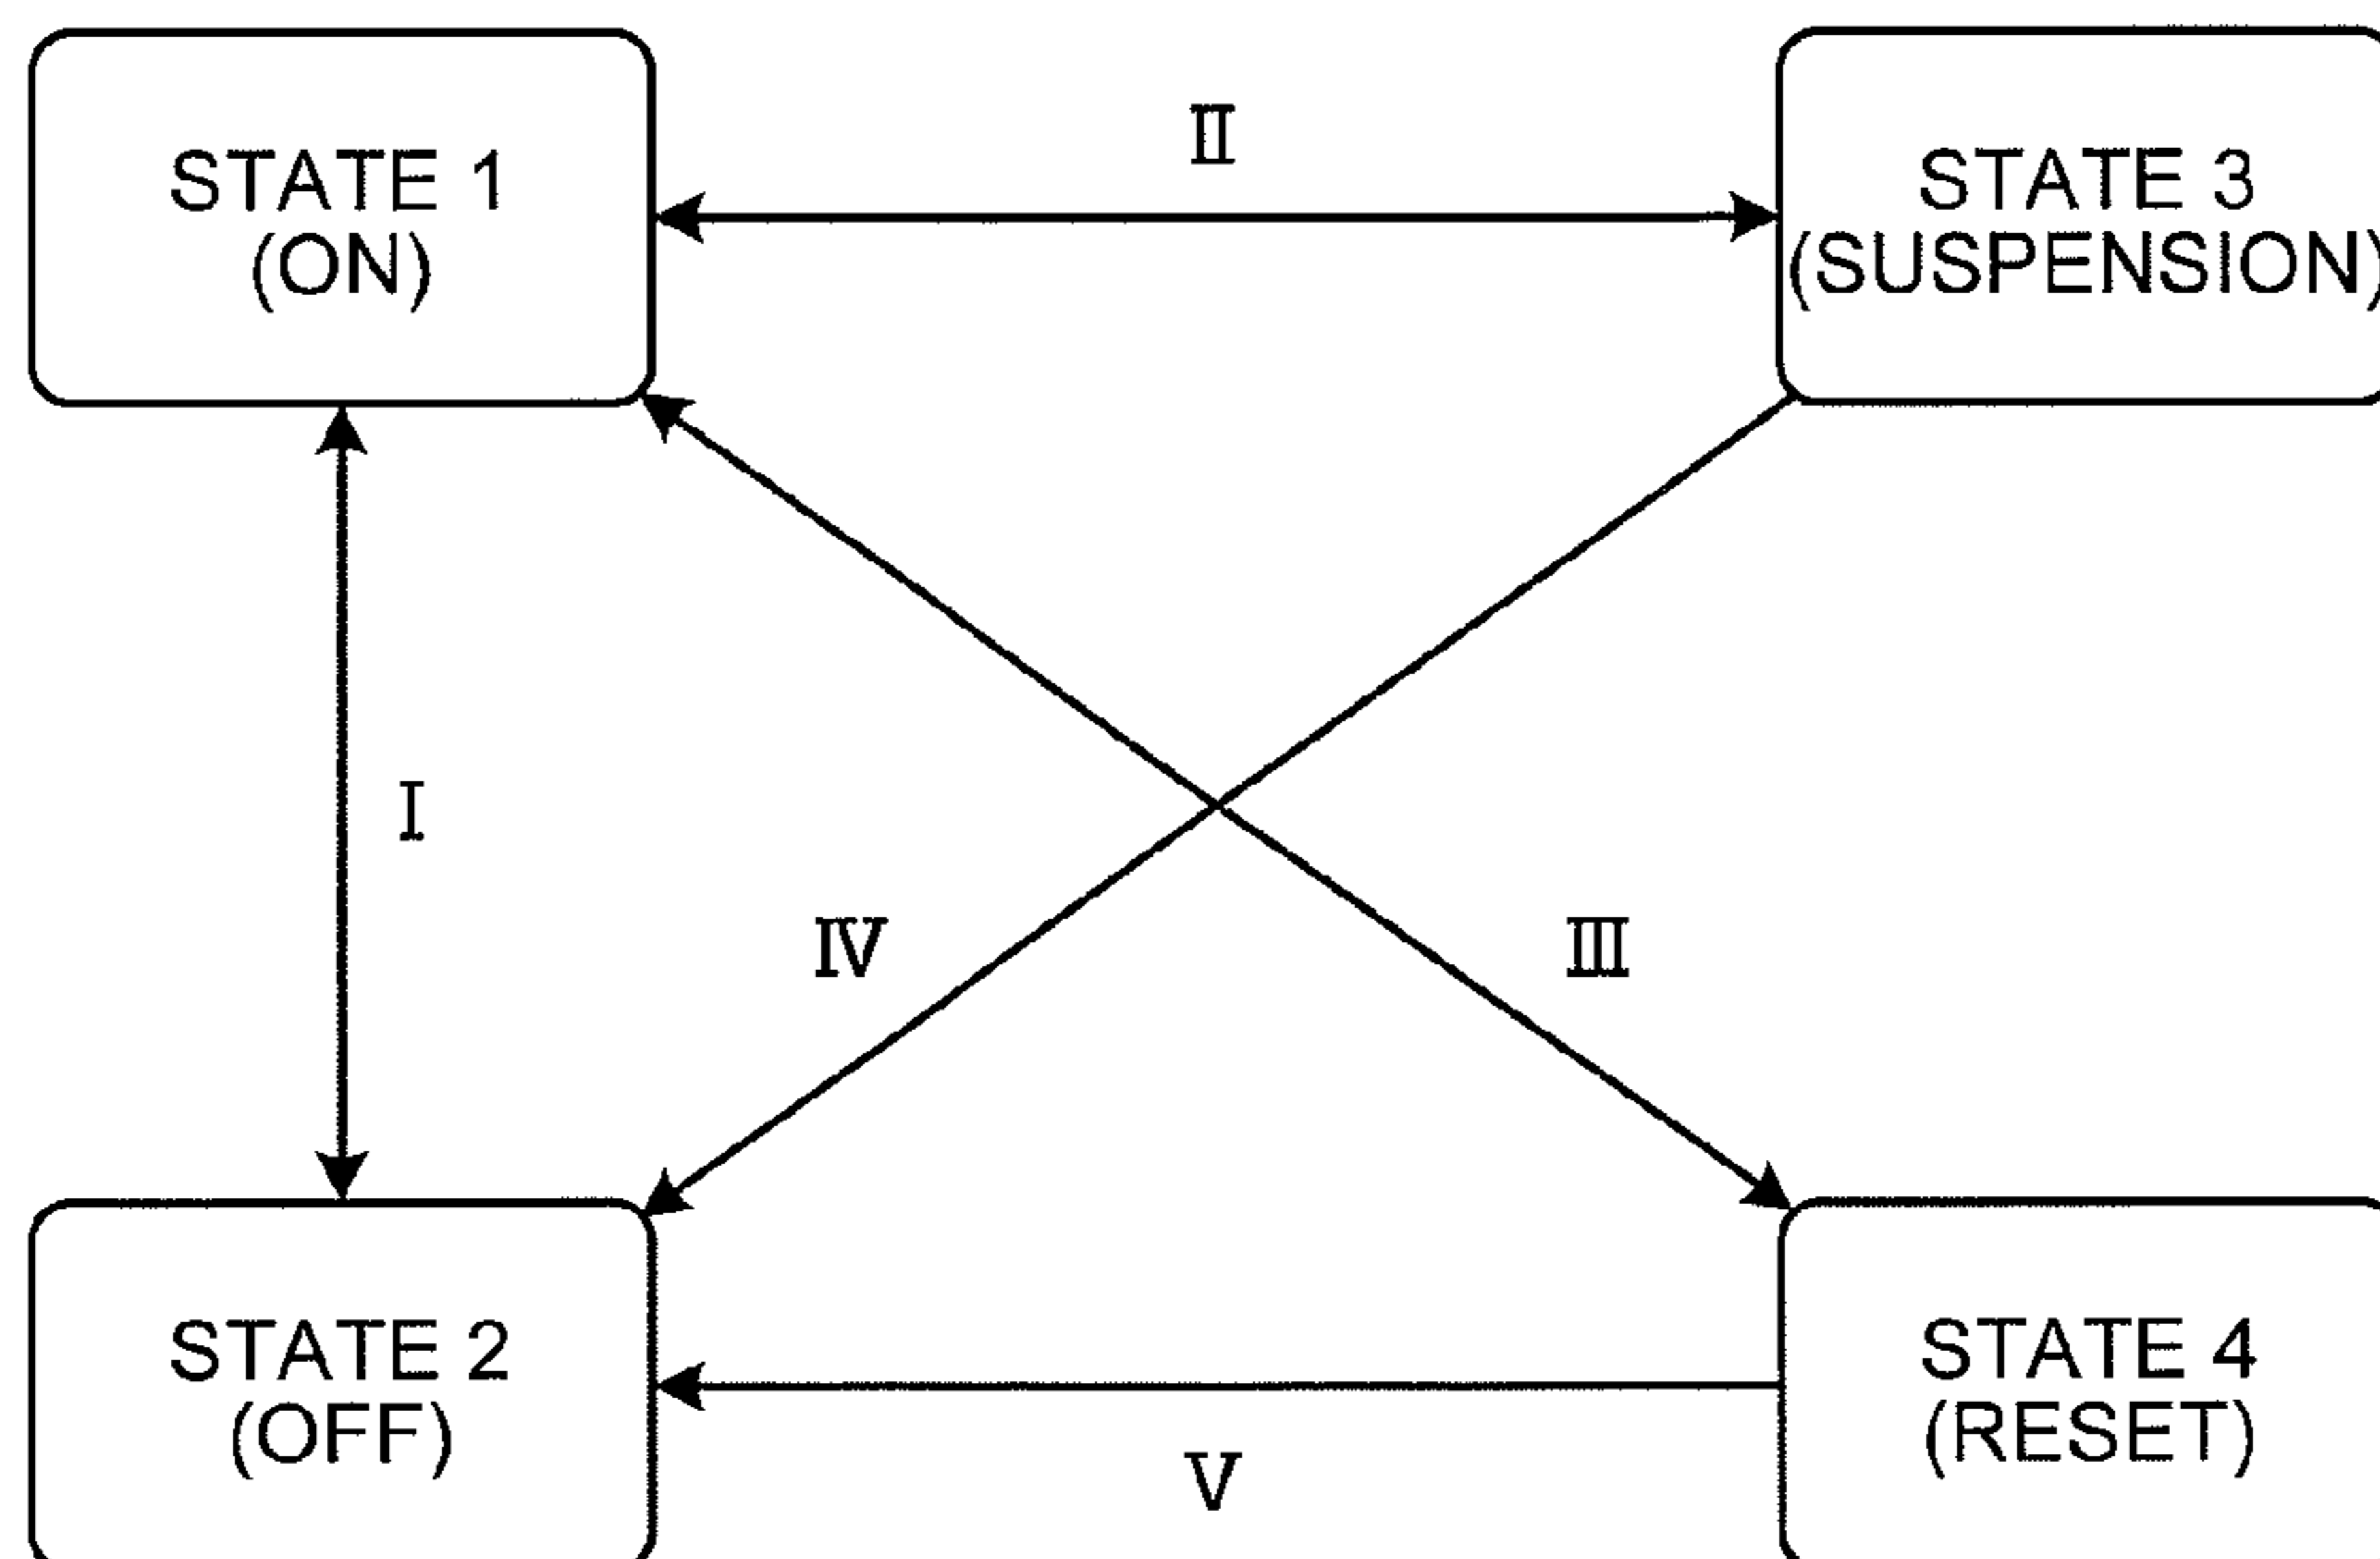 STATE 1
(ON)
II
STATE 3
(SUSPENSION)
I
IV
III
STATE 2
(OFF)
V
STATE 4
(RESET)